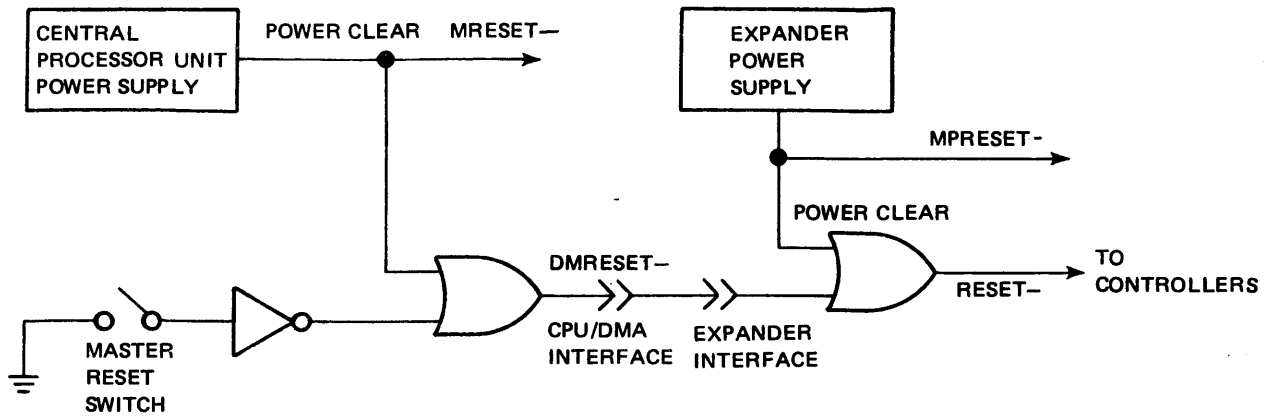 CENTRAL
PROCESSOR UNIT
POWER SUPPLY
POWER CLEAR
MRESET—
EXPANDER
POWER
SUPPLY
MPRESET-
POWER CLEAR
DMRESET—
TO
CONTROLLERS
RESET—
CPU/DMA
INTERFACE
EXPANDER
INTERFACE
MASTER
RESET
SWITCH